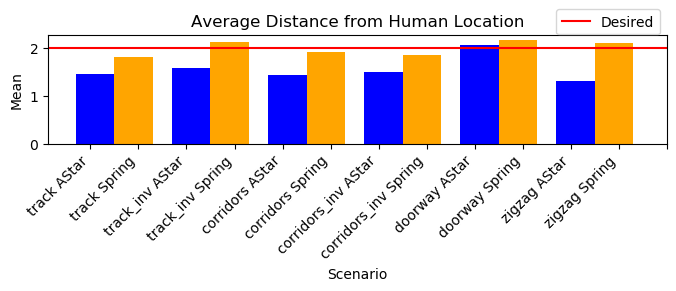 Average Distance from Human Location
Desired
Mean
2
1
0
track AStar
track Spring
track_inv AStar
track_inv Spring
corridors AStar
corridors Spring
corridors_inv AStar
corridors_inv Spring
doorway AStar
doorway Spring
zigzag AStar
zigzag Spring
Scenario